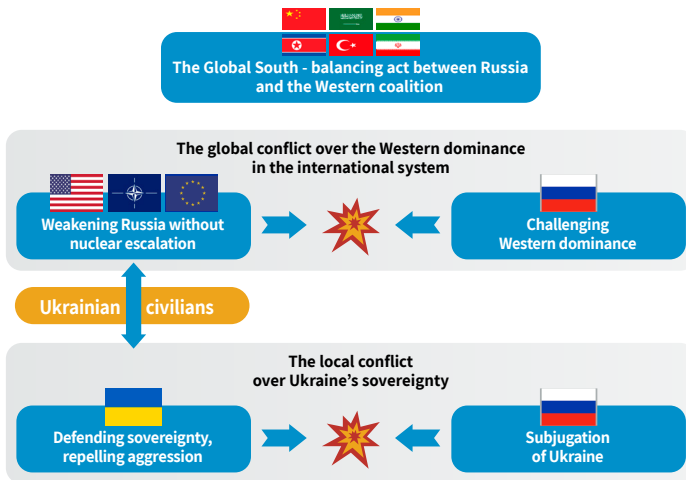 The Global South - balancing act between Russia
and the Western coalition
The global conflict over the Western dominance
in the international system
Weakening Russia without
nuclear escalation
Challenging
Western dominance
Ukrainian civilians
The local conflict
over Ukraine's sovereignty
Defending sovereignty,
repelling aggression
Subjugation
of Ukraine